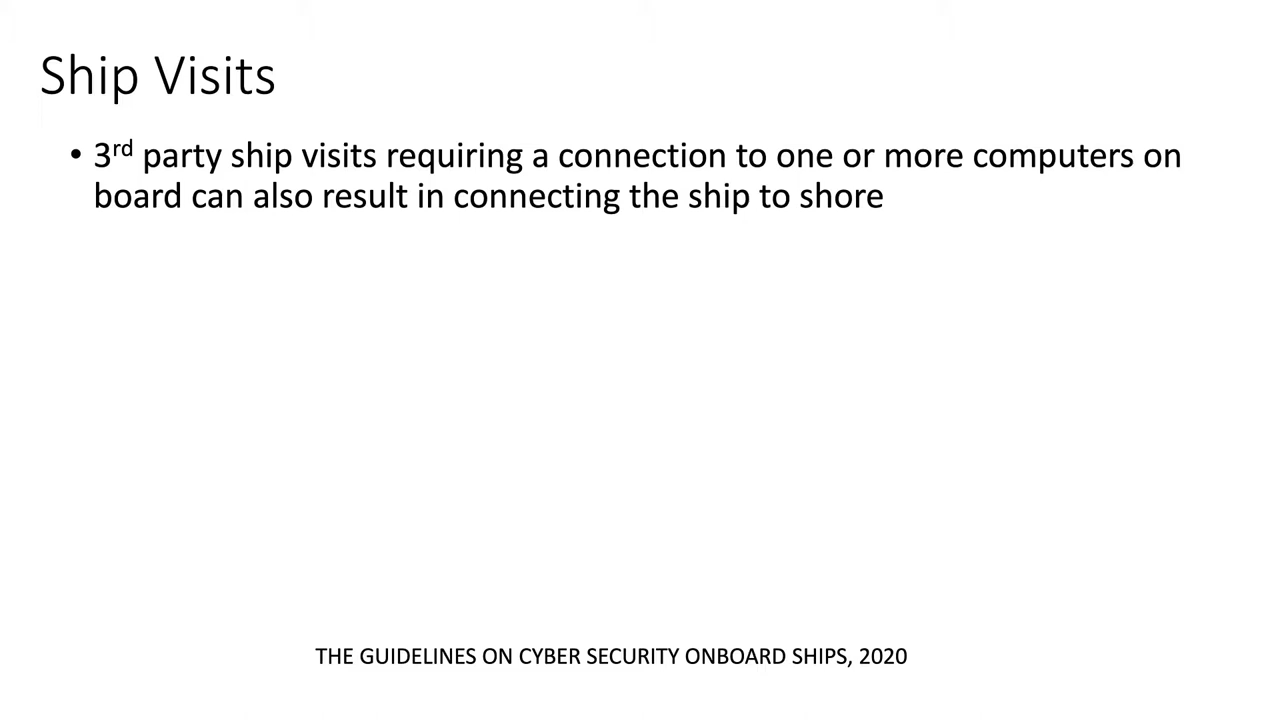 Ship Visits
• 3rd party ship visits requiring a connection to one or more computers on
board can also result in connecting the ship to shore
THE GUIDELINES ON CYBER SECURITY ONBOARD SHIPS, 2020